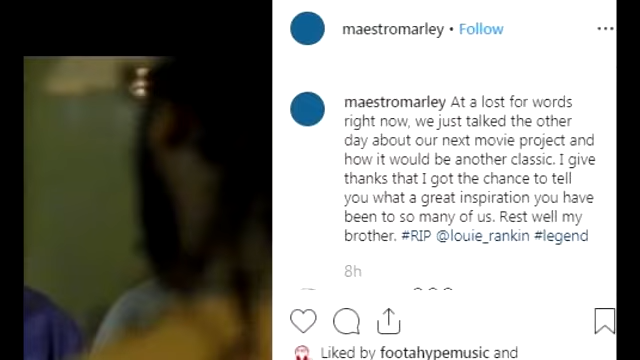 maestromarley • Follow
maestromarley At a lost for words
right now, we just talked the other
day about our next movie project and
how it would be another classic. I give
thanks that I got the chance to tell
you what a great inspiration you have
been to so many of us. Rest well my
brother. #RIP @louie_rankin #legend
8h
Liked by footahypemusic and